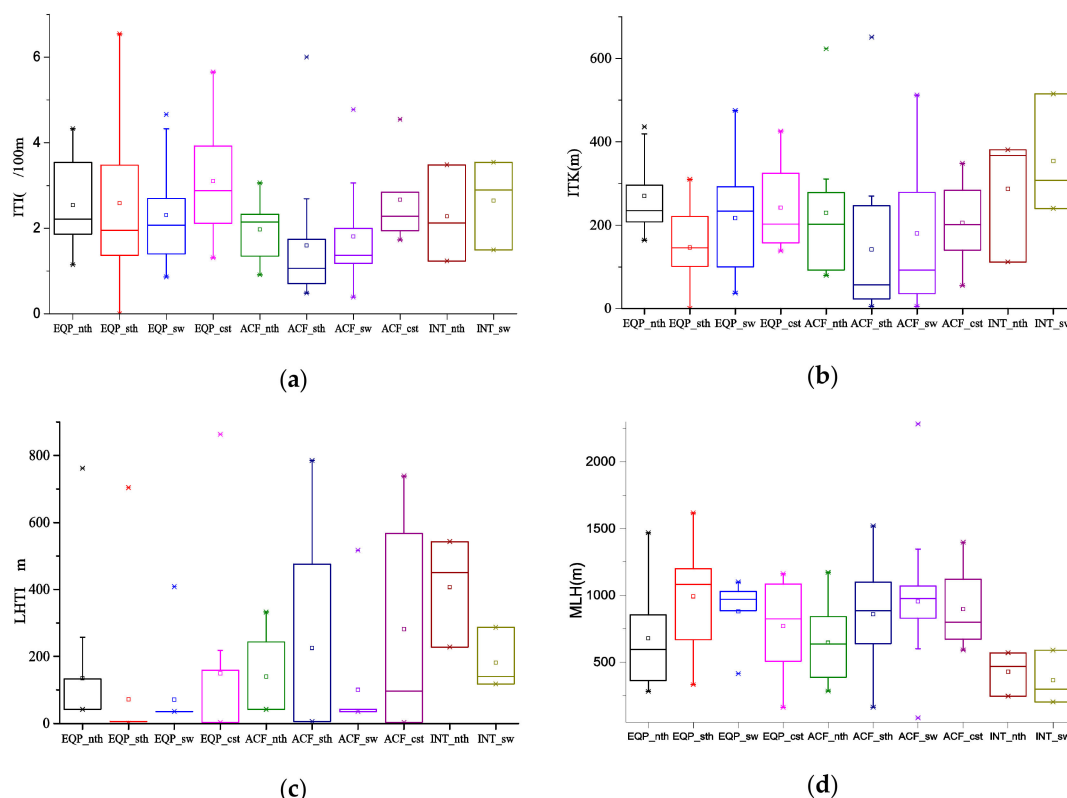 ITI( /100m
6
4
2
0
EQP_nth EQP_sth EQP_sw EQP_cst ACF_nth ACF_sth ACF_sw ACF_cst INT_nth INT_sw
(a)
ITK(m)
600
400
200
0
EQP_nth EQP_sth EQP_sw EQP_cst ACF_nth ACF_sth ACF_sw ACF_cst INT_nth INT_sw
(b)
LHTI m
800
600
400
200
0
EQP_nth EQP_sth EQP_sw EQP_cst ACF_nth ACF_sth ACF_sw ACF_cst INT_nth INT_sw
(c)
MLH(m)
2000
1500
1000
500
EQP_nth EQP_sth EQP_sw EQP_cst ACF_nth ACF_sth ACF_sw ACF_cst INT_nth INT_sw
(d)